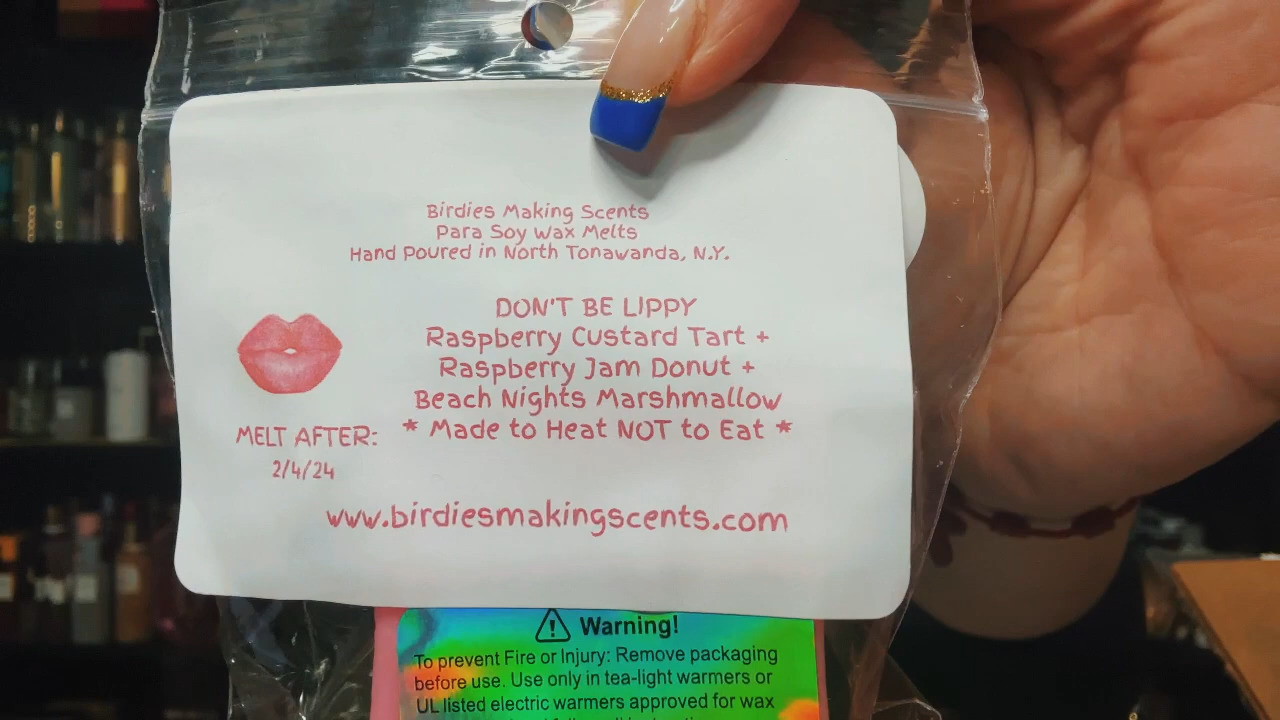 Birdies Making Scents
Para Soy Wax Melts
Hand Poured in North Tonawanda, N.Y.
DON'T BE LIPPY
Raspberry Custard Tart +
Raspberry Jam Donut +
Beach Nights Marshmallow
* Made to Heat NOT to Eat *
MELT AFTER:
2/4/24
www.birdiesmakingscents.com
Warning!
To prevent Fire or Injury: Remove packaging
before use. Use only in tea-light warmers or
UL listed electric warmers approved for wax